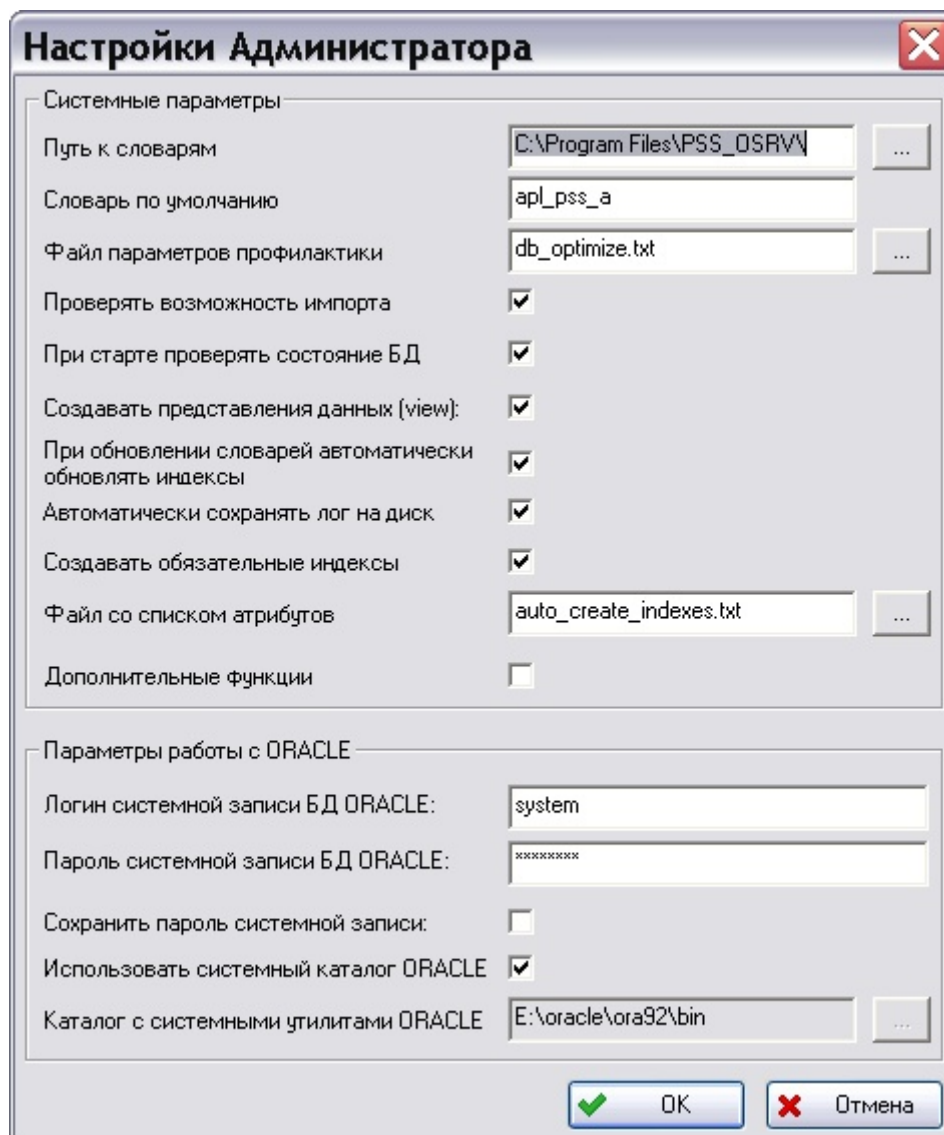 Настройки Администратора
Системные параметры
Путь к словарям C:\Program Files\PSS_OSRV\ ...
Словарь по умолчанию apl_pss_a
Файл параметров профилактики db_optimize.txt ...
Проверять возможность импорта
При старте проверять состояние БД
Создавать представления данных (view):
При обновлении словарей автоматически
обновлять индексы
Автоматически сохранять лог на диск
Создавать обязательные индексы
Файл со списком атрибутов auto_create_indexes.txt ...
Дополнительные функции
Параметры работы с ORACLE
Логин системной записи БД ORACLE: system
Пароль системной записи БД ORACLE: ********
Сохранить пароль системной записи:
Использовать системный каталог ORACLE
Каталог с системными утилитами ORACLE E:\oracle\ora92\bin ...
OK Отмена